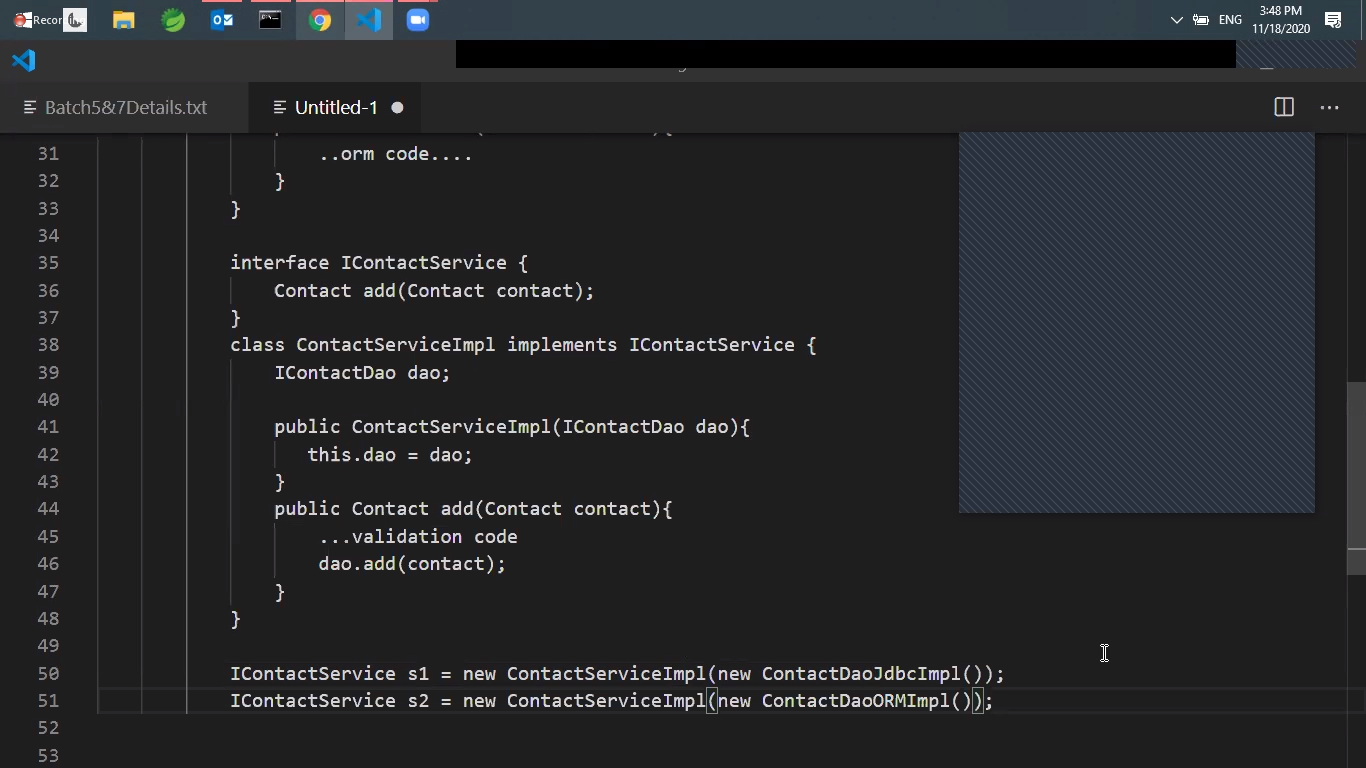 Recor
3:48 PM
ENG
11/18/2020
Batch5&7Details.txt
Untitled-1
31 ..orm code....
32 }
33 }
34
35 interface IContactService {
36 Contact add(Contact contact);
37 }
38 class ContactServiceImpl implements IContactService {
39 IContactDao dao;
40
41 public ContactServiceImpl(IContactDao dao){
42 this.dao = dao;
43 }
44 public Contact add(Contact contact){
45 ...validation code
46 dao.add(contact);
47 }
48 }
49
50 IContactService s1 = new ContactServiceImpl(new ContactDaoJdbcImpl());
51 IContactService s2 = new ContactServiceImpl(new ContactDaoORMImpl());
52
53